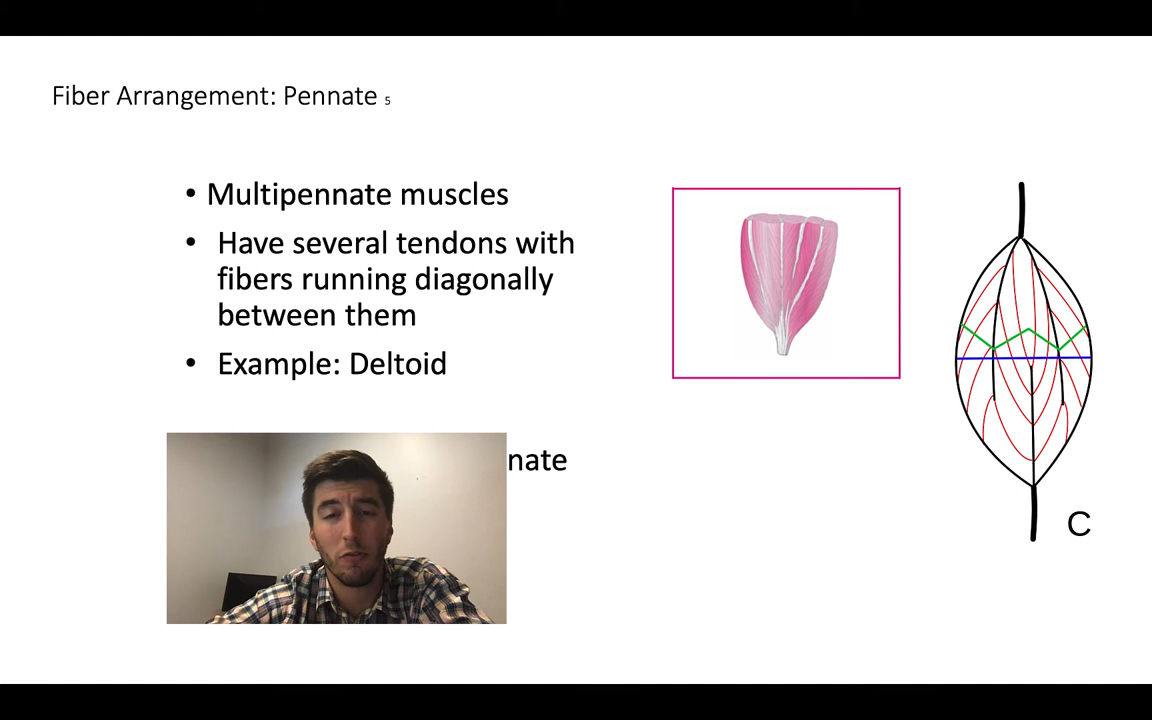 Fiber Arrangement: Pennate 5
• Multipennate muscles
• Have several tendons with
fibers running diagonally
between them
• Example: Deltoid
nate
C